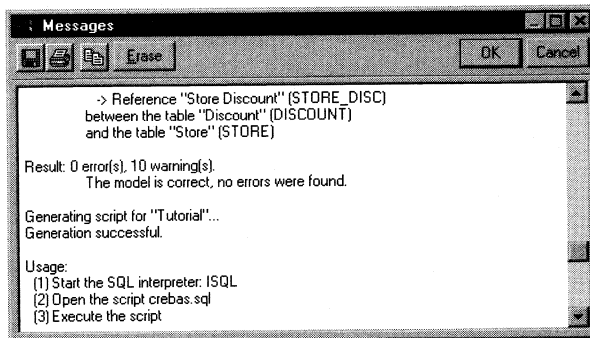 Messages
Erase
OK
Cancel
-> Reference "Store Discount" (STORE_DISC)
between the table "Discount" (DISCOUNT)
and the table "Store" (STORE)
Result: 0 error(s), 10 warning(s).
The model is correct, no errors were found.
Generating script for "Tutorial"...
Generation successful.
Usage:
(1) Start the SQL interpreter: ISQL
(2) Open the script crebas.sql
(3) Execute the script